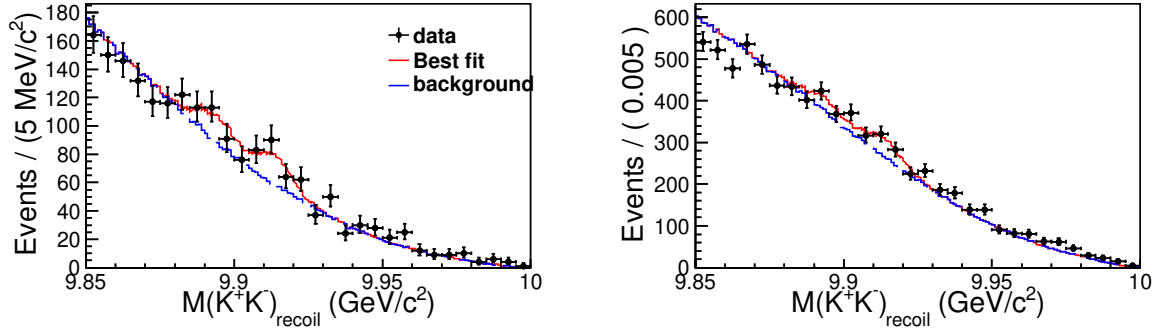 Events / (5 MeV/c²)
180
160
140
120
100
80
60
40
20
0
data
Best fit
background
9.85 9.9 9.95 10
M(K⁺K⁻)recoil (GeV/c²)
Events / ( 0.005 )
600
500
400
300
200
100
0
9.85 9.9 9.95 10
M(K⁺K⁻)recoil (GeV/c²)